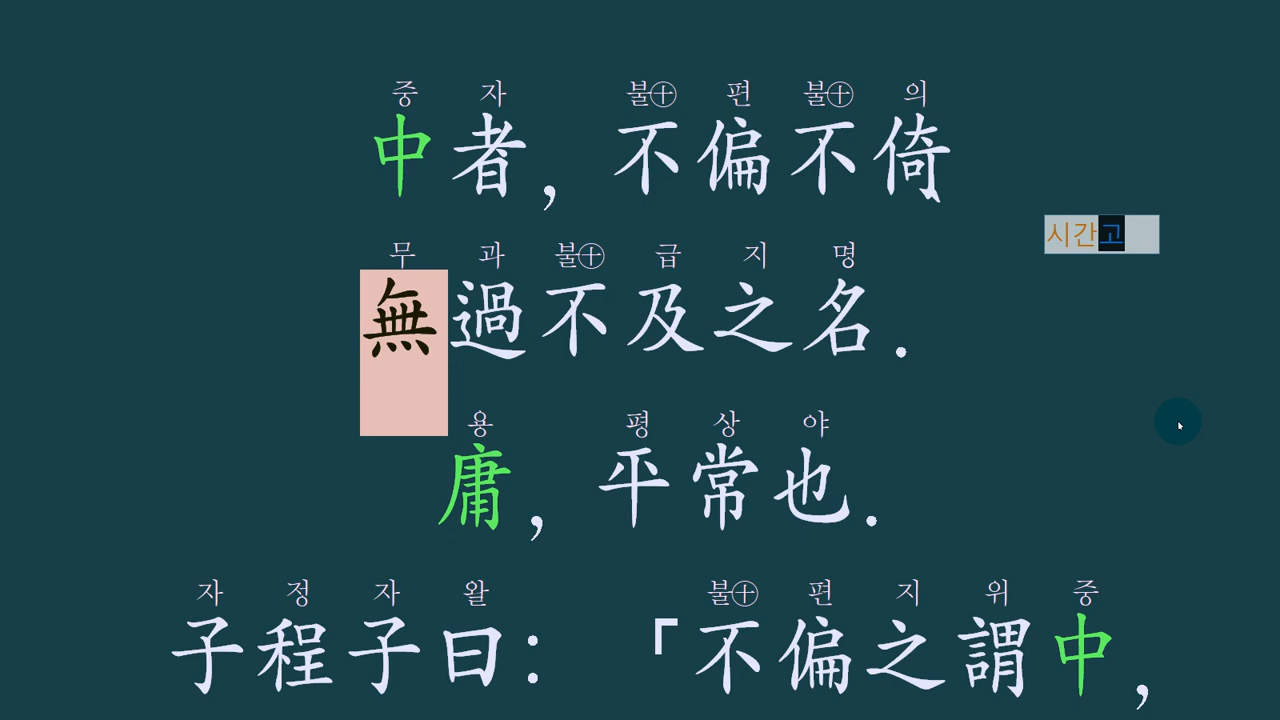 중 자 불㊉ 편 불㊉ 의
中者, 不偏不倚
시간고
무 과 불㊉ 급 지 명
無過不及之名.
용 평 상 야
庸, 平常也.
자 정 자 왈 불㊉ 편 지 위 중
子程子曰: 「不偏之謂中,